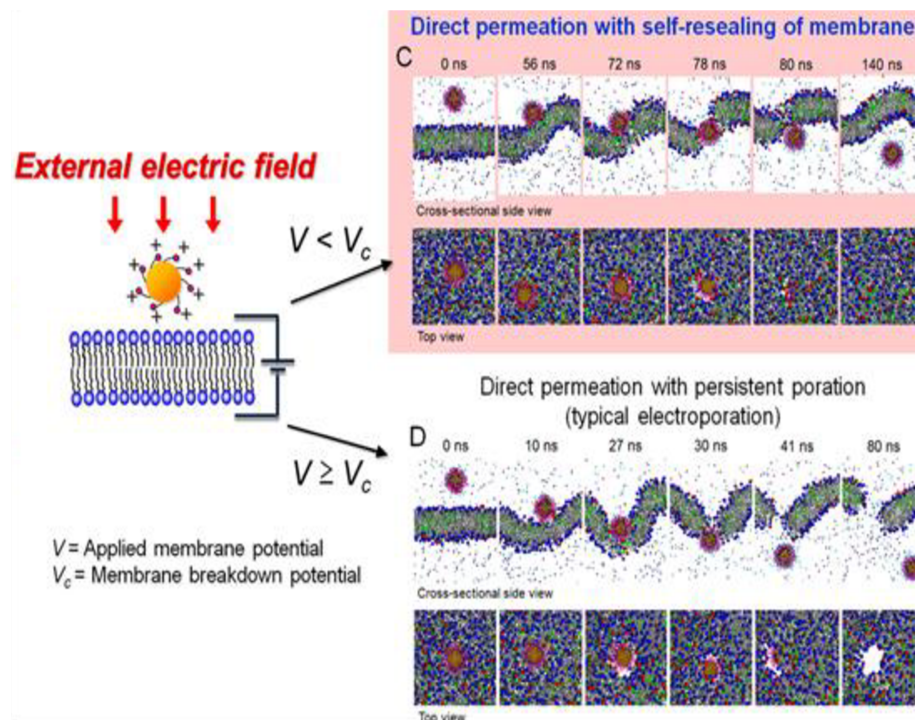 Direct permeation with self-resealing of membrane
C
0 ns 56 ns 72 ns 78 ns 80 ns 140 ns
Cross-sectional side view
Top view
External electric field
+ + + + + + + +
V < Vc
V ≥ Vc
V = Applied membrane potential
Vc = Membrane breakdown potential
Direct permeation with persistent poration
(typical electroporation)
D
0 ns 10 ns 27 ns 30 ns 41 ns 80 ns
Cross-sectional side view
Top view